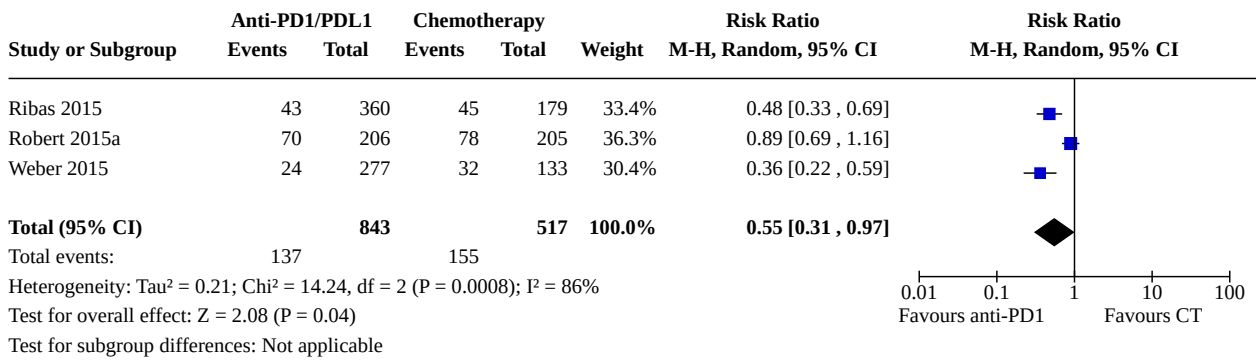 Anti-PD1/PDL1 Chemotherapy Risk Ratio Risk Ratio
Study or Subgroup Events Total Events Total Weight M-H, Random, 95% CI M-H, Random, 95% CI
Ribas 2015 43 360 45 179 33.4% 0.48 [0.33 , 0.69]
Robert 2015a 70 206 78 205 36.3% 0.89 [0.69 , 1.16]
Weber 2015 24 277 32 133 30.4% 0.36 [0.22 , 0.59]
Total (95% CI) 843 517 100.0% 0.55 [0.31 , 0.97]
Total events: 137 155
Heterogeneity: Tau² = 0.21; Chi² = 14.24, df = 2 (P = 0.0008); I² = 86%
0.01 0.1 1 10 100
Test for overall effect: Z = 2.08 (P = 0.04)
Favours anti-PD1 Favours CT
Test for subgroup differences: Not applicable